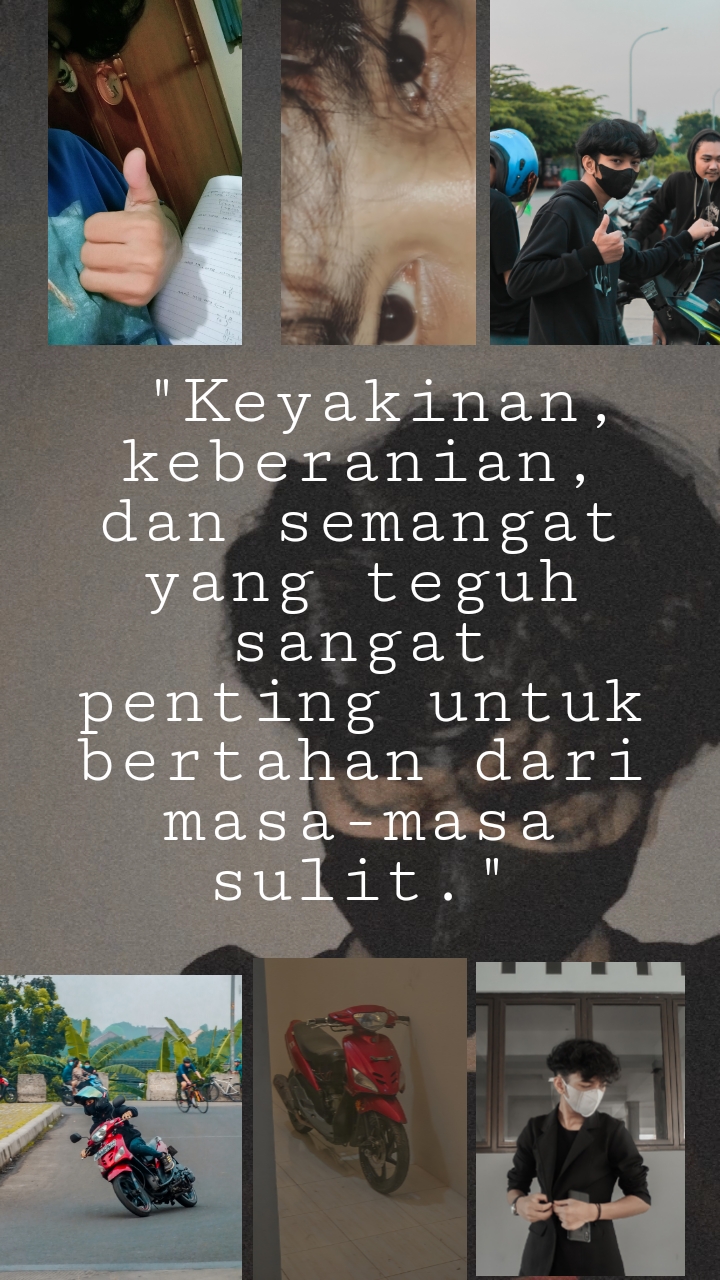 "Keyakinan,
keberanian,
dan semangat
yang teguh
sangat
penting untuk
bertahan dari
masa-masa
sulit."